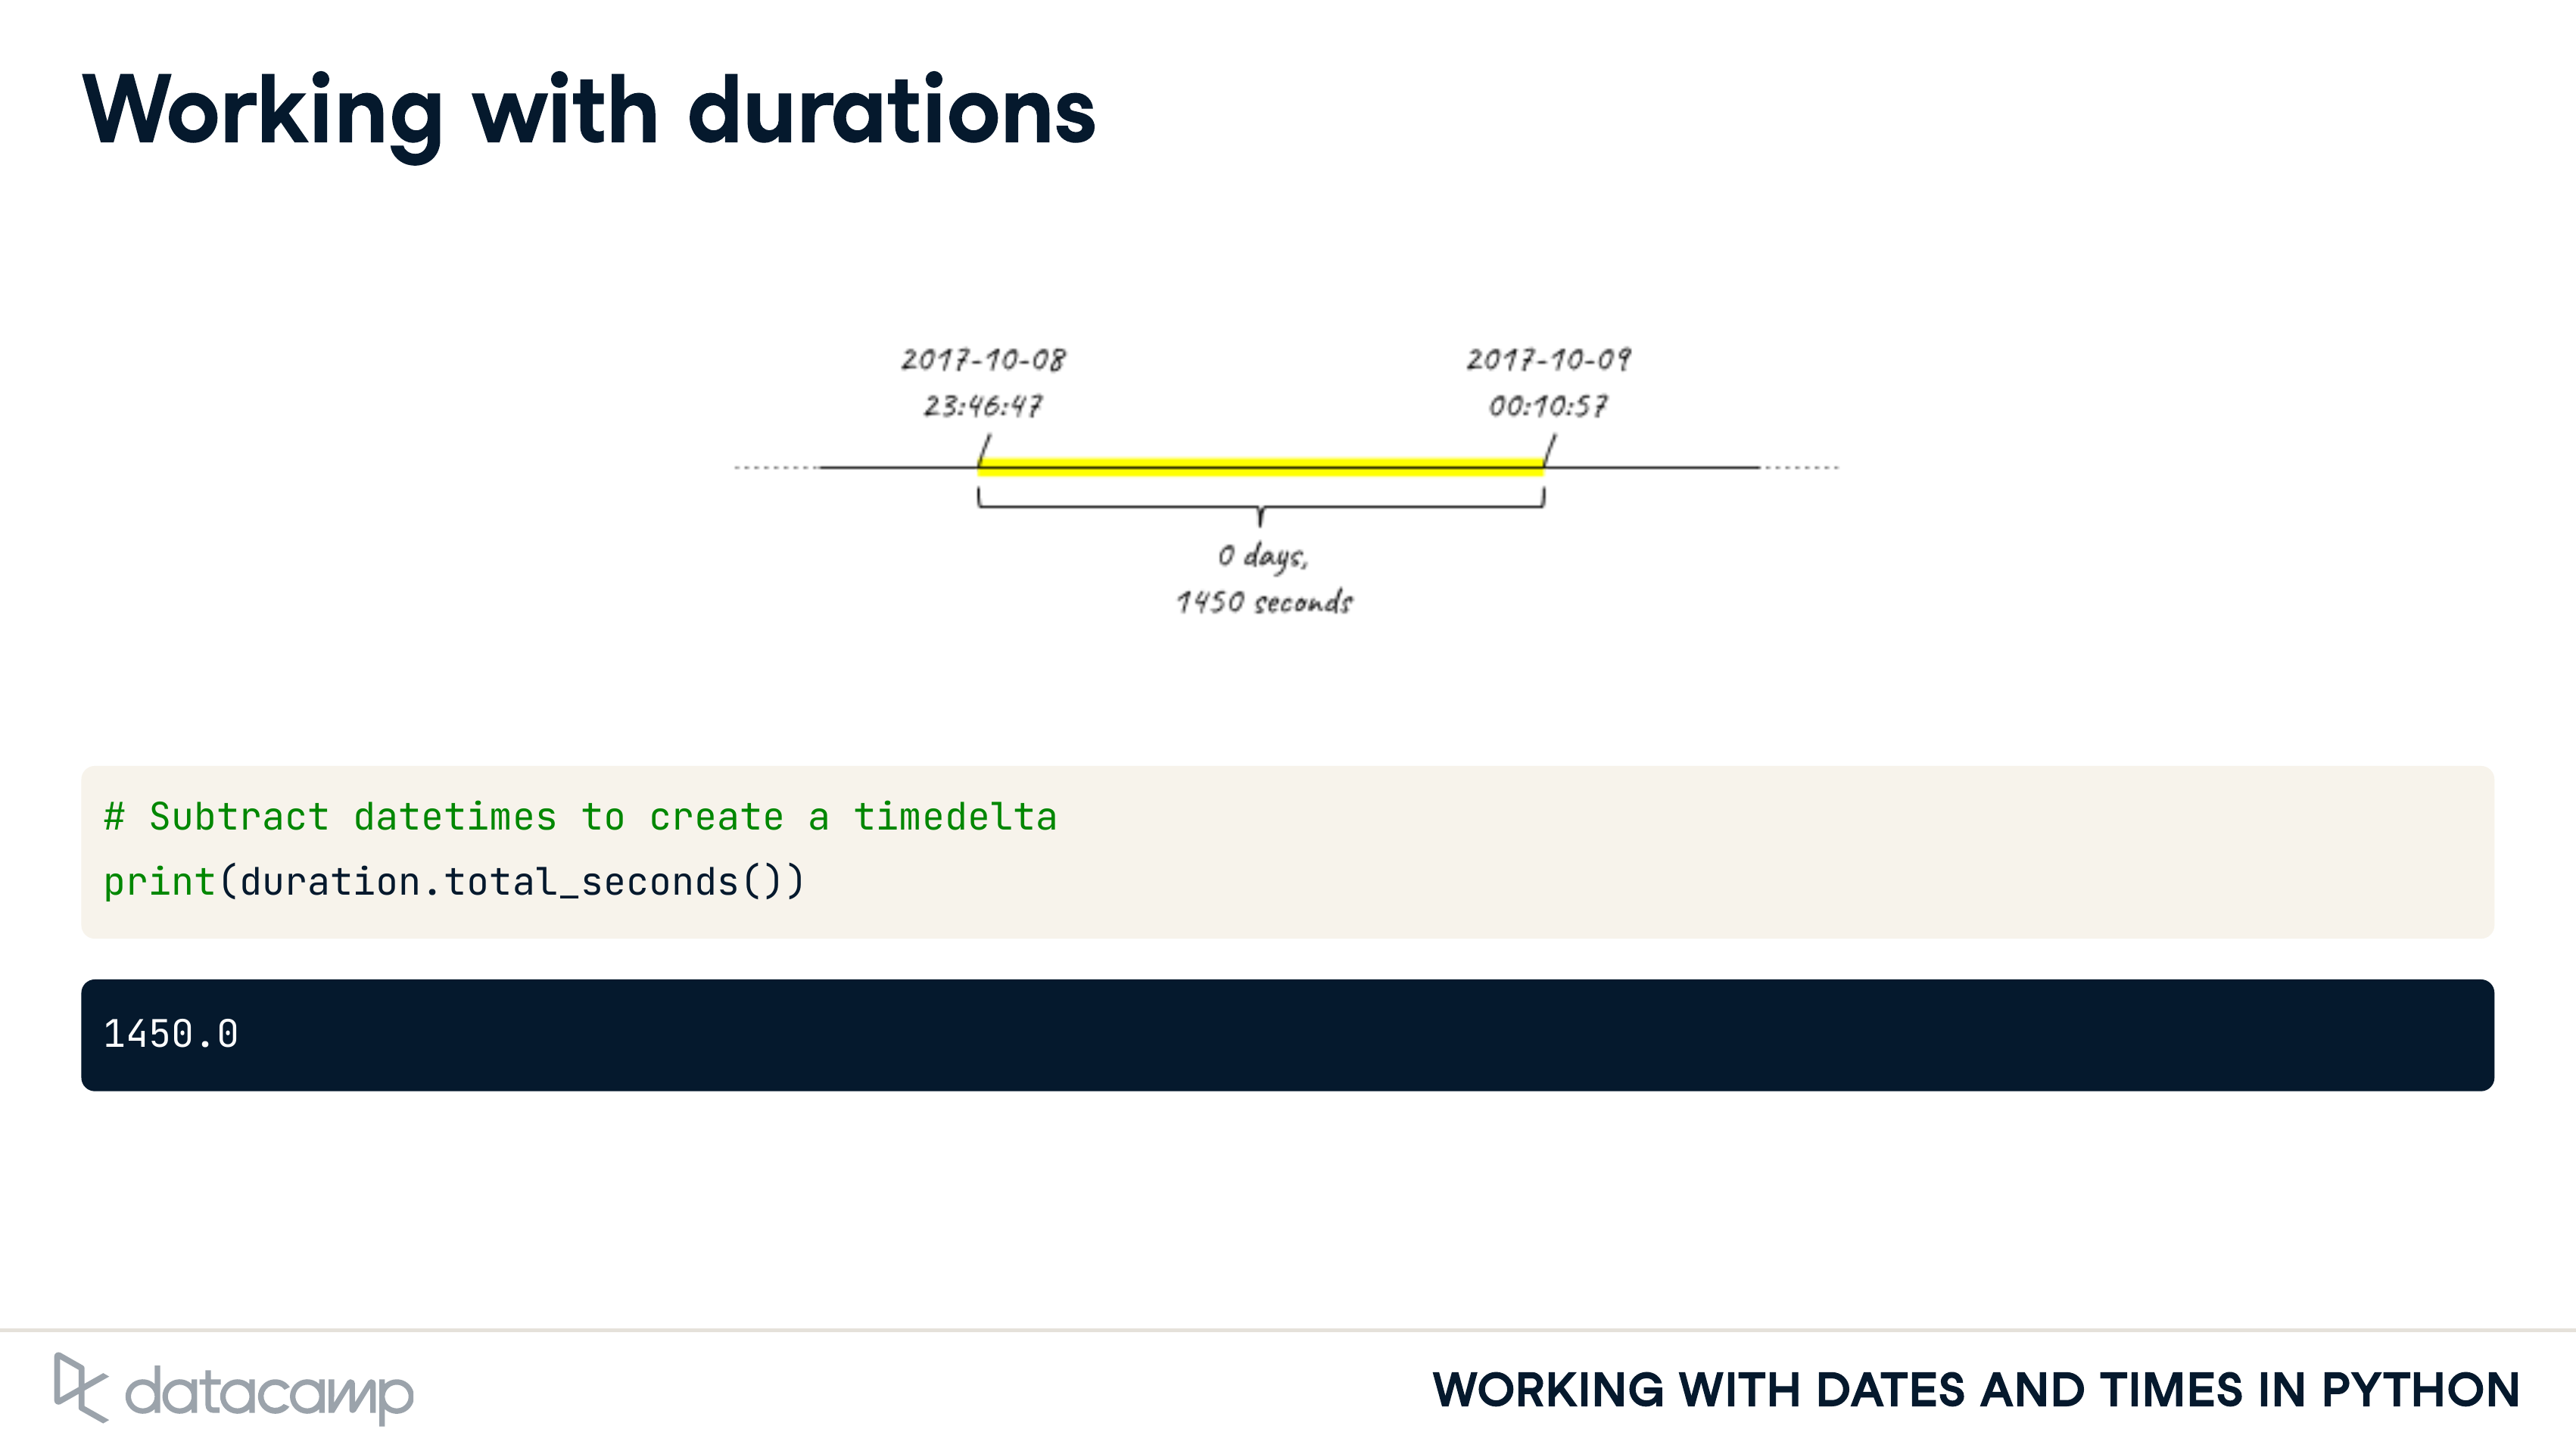 Working with durations
2017-10-08
23:46:47
2017-10-09
00:10:57
0 days,
1450 seconds
# Subtract datetimes to create a timedelta
print(duration.total_seconds())
1450.0
datacamp
WORKING WITH DATES AND TIMES IN PYTHON